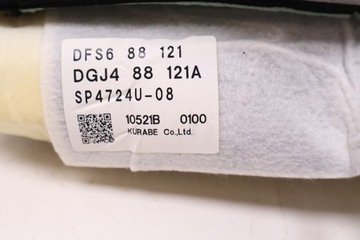 DFS6 88 121
DGJ4 88 121A
SP4724U-08
10521B 0100
KURABE Co.,Ltd.